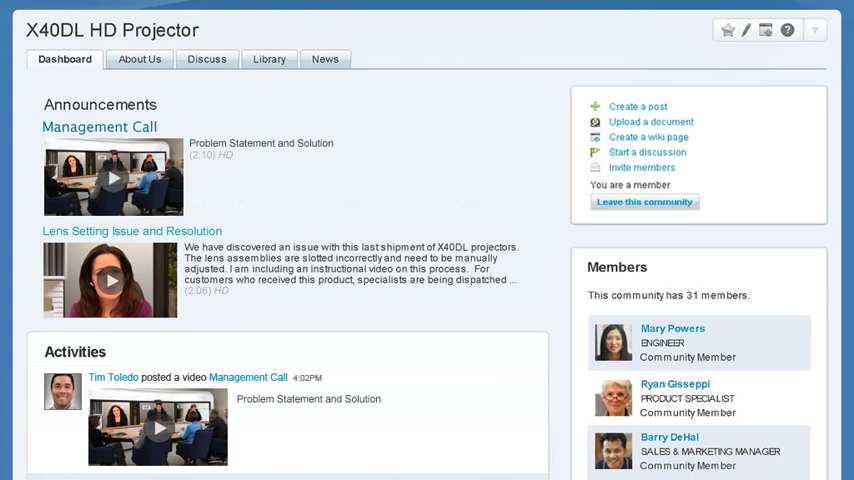 X40DL HD Projector
Dashboard
About Us
Discuss
Library
News
Announcements
Management Call
Problem Statement and Solution
(2:10) HD
Lens Setting Issue and Resolution
We have discovered an issue with this last shipment of X40DL projectors.
The lens assemblies are slotted incorrectly and need to be manually
adjusted. I am including an instructional video on this process. For
customers who received this product, specialists are being dispatched ...
(2:06) HD
Activities
Tim Toledo posted a video Management Call 4:02PM
Problem Statement and Solution
Create a post
Upload a document
Create a wiki page
Start a discussion
Invite members
You are a member
Leave this community
Members
This community has 31 members.
Mary Powers
ENGINEER
Community Member
Ryan Giseppi
PRODUCT SPECIALIST
Community Member
Barry DeHal
SALES & MARKETING MANAGER
Community Member